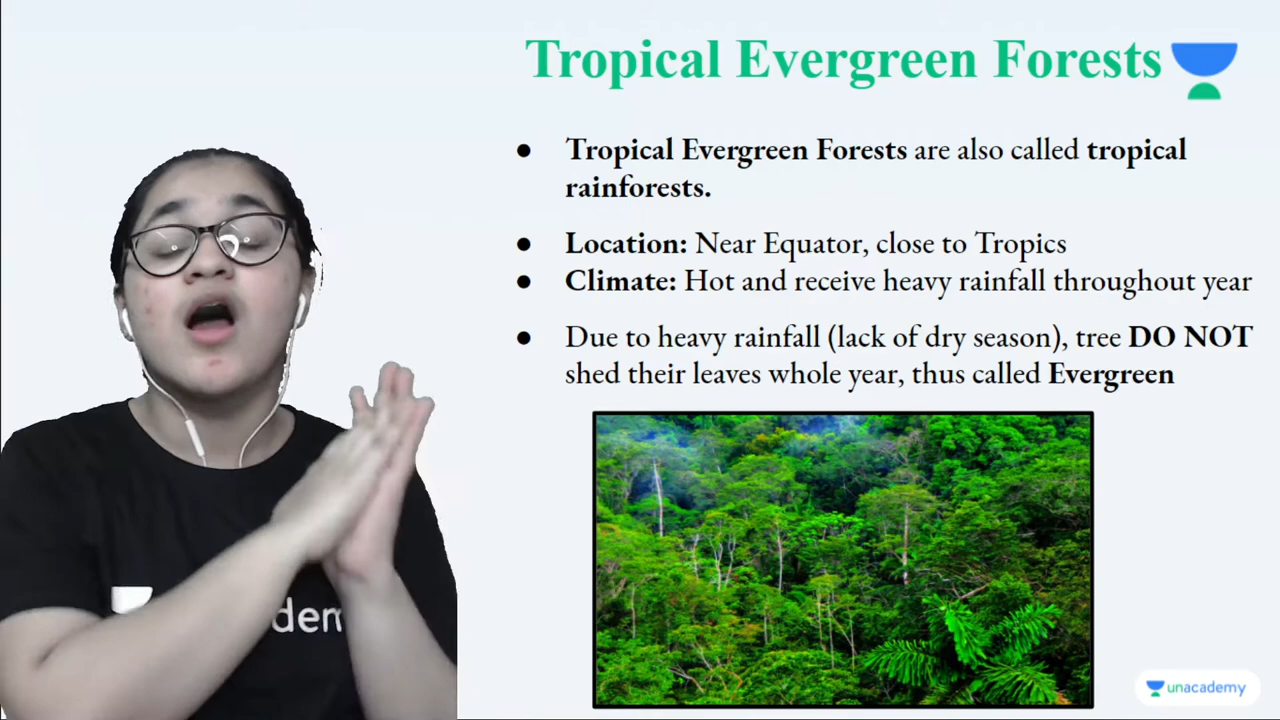 Tropical Evergreen Forests
● Tropical Evergreen Forests are also called tropical
rainforests.
● Location: Near Equator, close to Tropics
● Climate: Hot and receive heavy rainfall throughout year
● Due to heavy rainfall (lack of dry season), tree DO NOT
shed their leaves whole year, thus called Evergreen
dem
unacademy